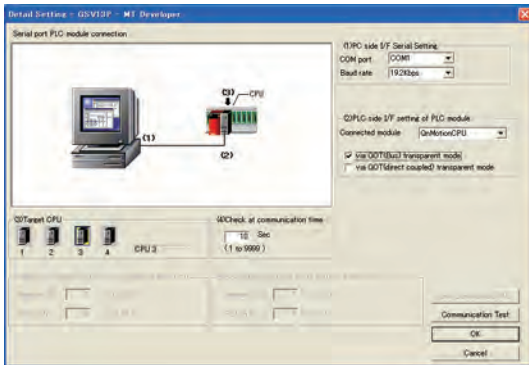 Detail Setting - QSV13P - MT Developer
Serial port PLC module connection
(3)
CPU
(1)
(2)
(1)PC side I/F Serial Setting
COM port COM1
Baud rate 19.2Kbps
(2)PLC side I/F setting of PLC module
Connected module QnMotionCPU
via GOT(Bus) transparent mode
via GOT(direct coupled) transparent mode
(3)Target CPU
1 2 3 4 CPU 3
(4)Check at communication time
10 Sec
(1 to 9999 )
Communication Test
OK
Cancel